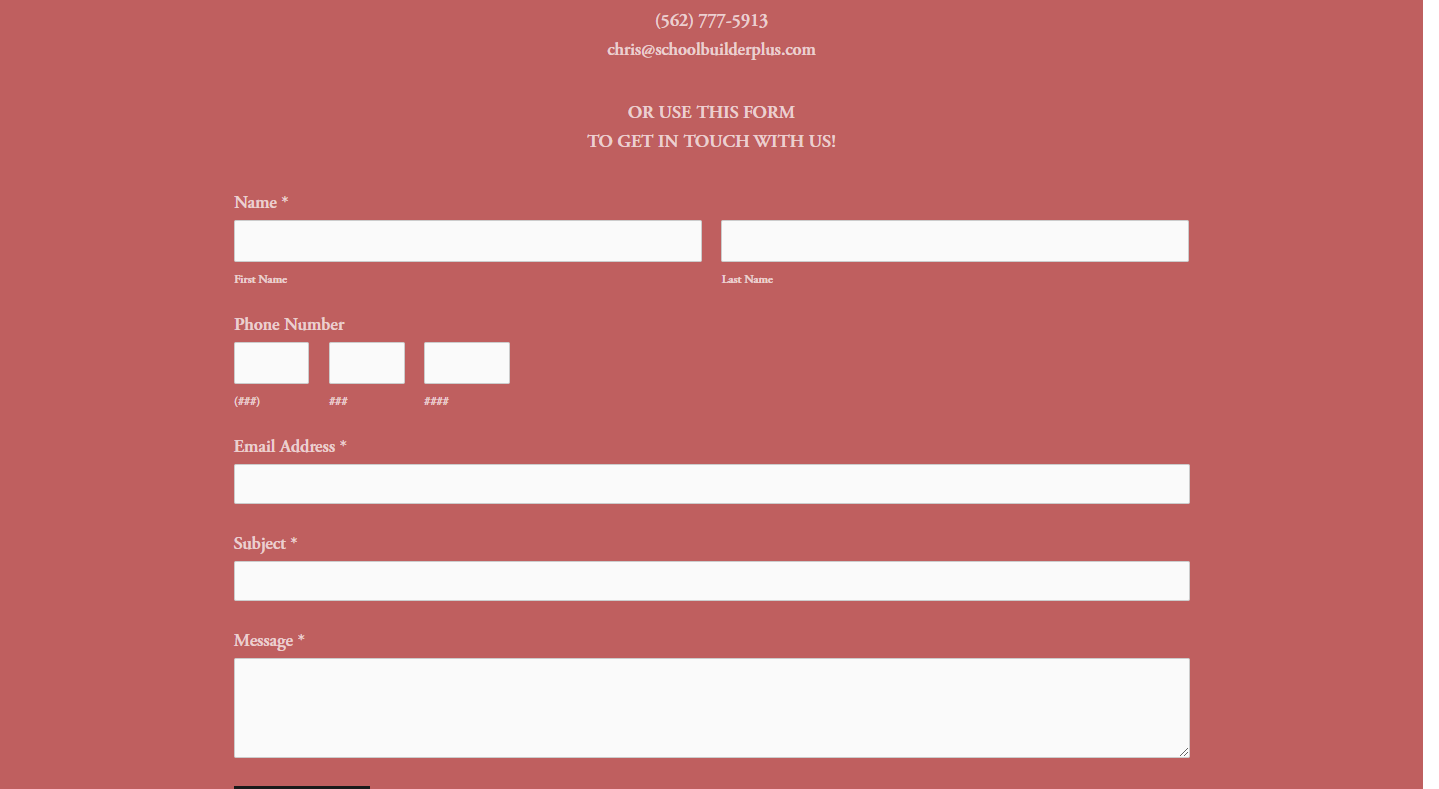 (562) 777-5913
chris@schoolbuilderplus.com
OR USE THIS FORM
TO GET IN TOUCH WITH US!
Name *
First Name Last Name
Phone Number
(###) ### ####
Email Address *
Subject *
Message *